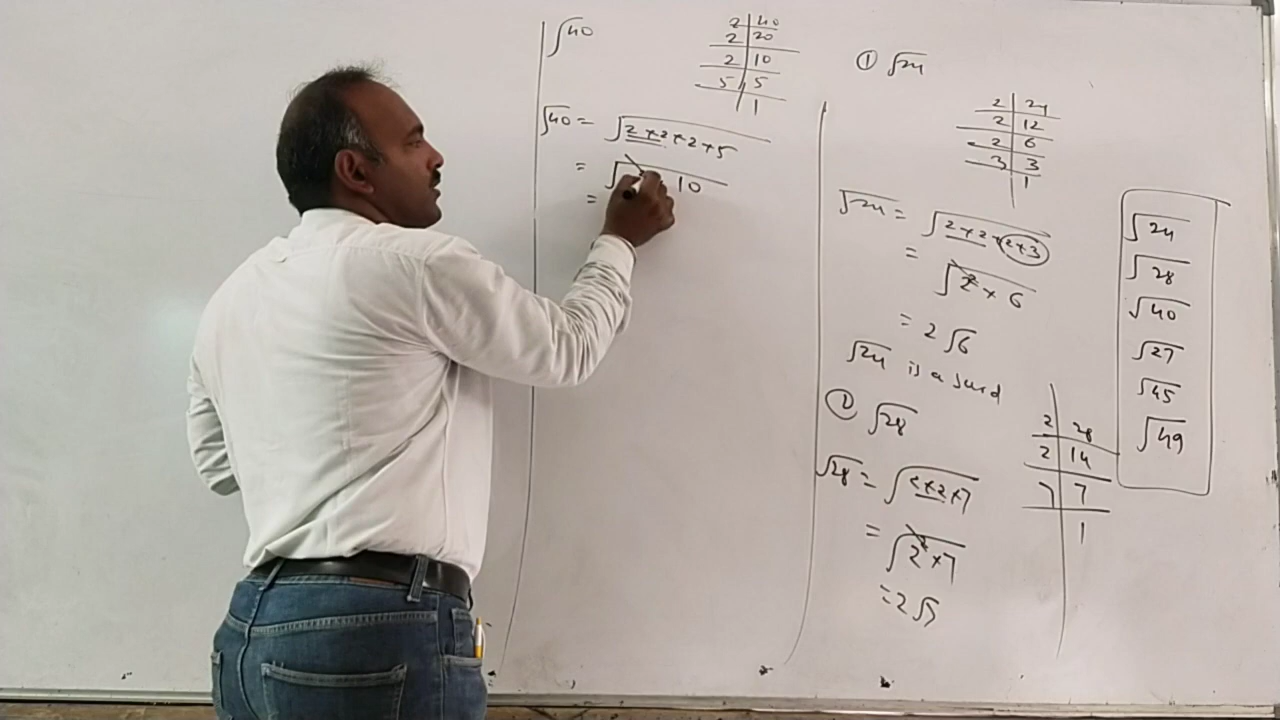 √40
2 | 40
2 | 20
2 | 10
5 | 5
1
√40 = √2×2×2×5
= √ 10
=
① √24
2 | 24
2 | 12
2 | 6
3 | 3
1
√24 = √2×2×2×3
= √2²×6
= 2√6
√24 is a surd
② √28
2 | 28
2 | 14
7 | 7
1
√28 = √2×2×7
= √2²×7
= 2√7
√24
√28
√40
√27
√45
√49